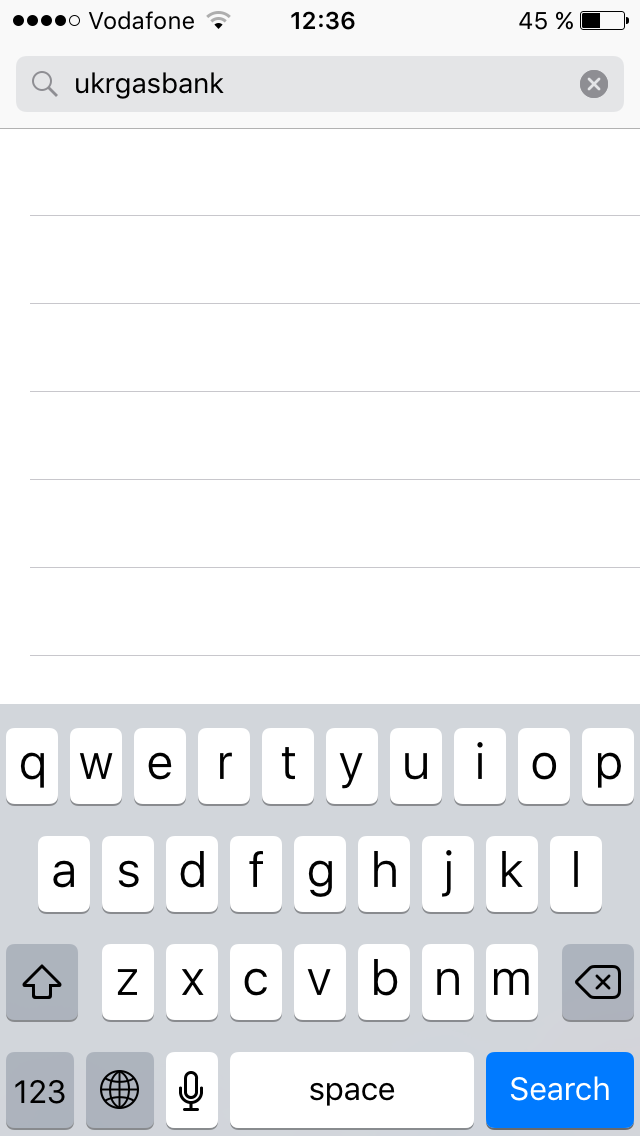 Vodafone 12:36 45 %
ukrgasbank
q w e r t y u i o p
a s d f g h j k l
z x c v b n m
123 space Search